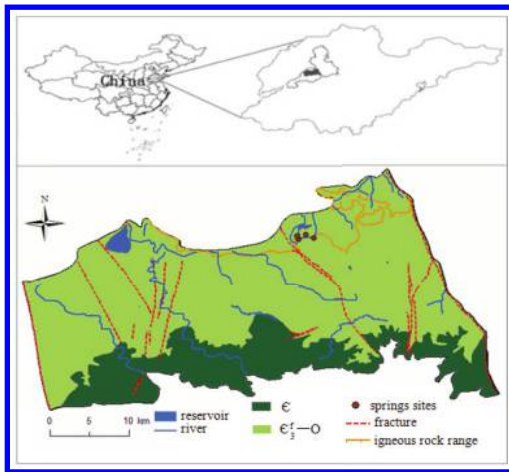 China
N
0 5 10 km
reservoir
river
Є
Є₃ᶠ—O
springs sites
fracture
igneous rock range